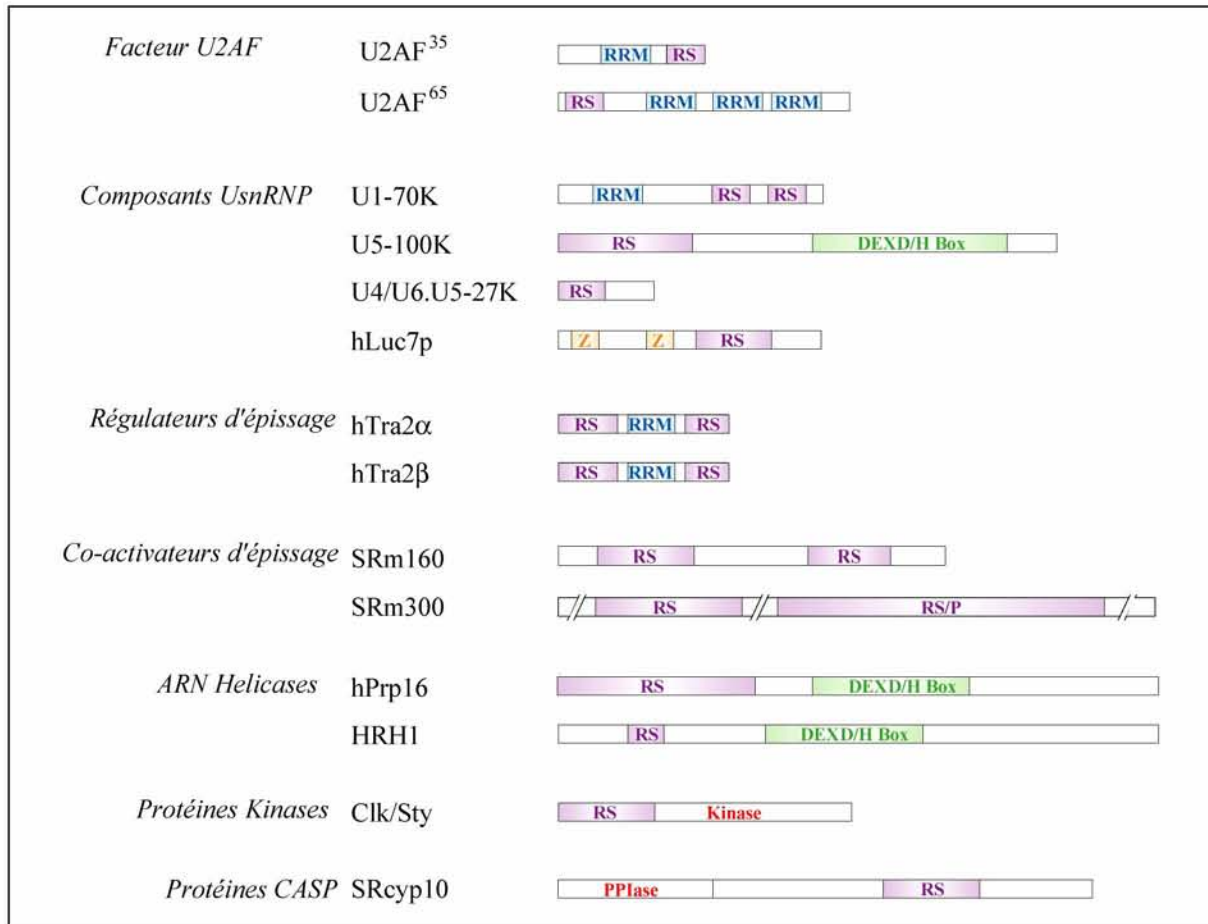 Facteur U2AF U2AF35 RRM RS
U2AF65 RS RRM RRM RRM
Composants UsnRNP U1-70K RRM RS RS
U5-100K RS DEXD/H Box
U4/U6.U5-27K RS
hLuc7p Z Z RS
Régulateurs d'épissage hTra2α RS RRM RS
hTra2β RS RRM RS
Co-activateurs d'épissage SRm160 RS RS
SRm300 RS RS/P
ARN Helicases hPrp16 RS DEXD/H Box
HRH1 RS DEXD/H Box
Protéines Kinases Clk/Sty RS Kinase
Protéines CASP SRcyp10 PPIase RS